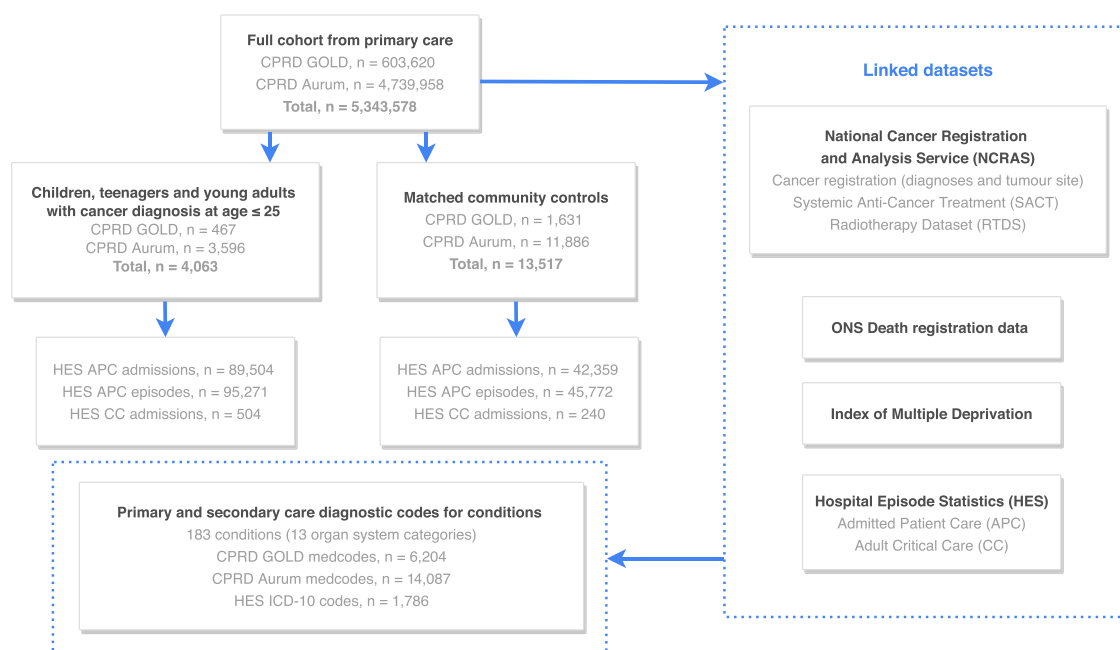 Full cohort from primary care
CPRD GOLD, n = 603,620
CPRD Aurum, n = 4,739,958
Total, n = 5,343,578
Children, teenagers and young adults
with cancer diagnosis at age ≤ 25
CPRD GOLD, n = 467
CPRD Aurum, n = 3,596
Total, n = 4,063
Matched community controls
CPRD GOLD, n = 1,631
CPRD Aurum, n = 11,886
Total, n = 13,517
HES APC admissions, n = 89,504
HES APC episodes, n = 95,271
HES CC admissions, n = 504
HES APC admissions, n = 42,359
HES APC episodes, n = 45,772
HES CC admissions, n = 240
Linked datasets
National Cancer Registration
and Analysis Service (NCRAS)
Cancer registration (diagnoses and tumour site)
Systemic Anti-Cancer Treatment (SACT)
Radiotherapy Dataset (RTDS)
ONS Death registration data
Index of Multiple Deprivation
Hospital Episode Statistics (HES)
Admitted Patient Care (APC)
Adult Critical Care (CC)
Primary and secondary care diagnostic codes for conditions
183 conditions (13 organ system categories)
CPRD GOLD medcodes, n = 6,204
CPRD Aurum medcodes, n = 14,087
HES ICD-10 codes, n = 1,786